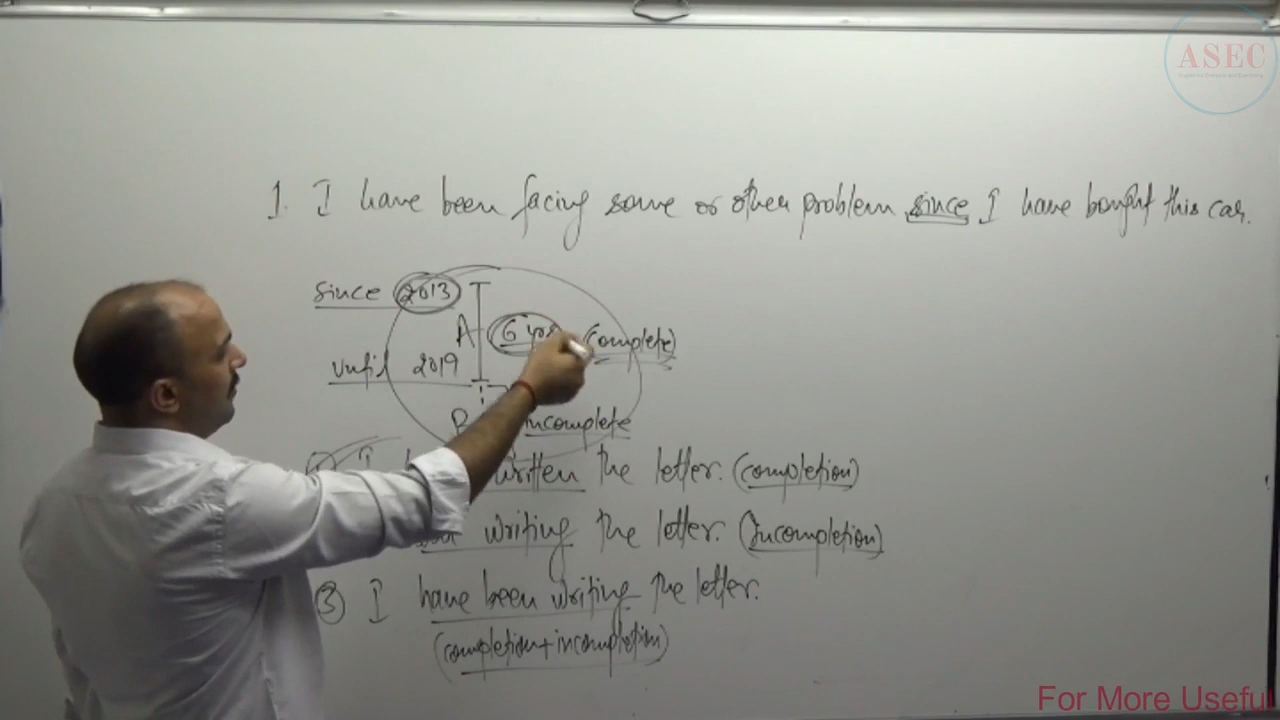 ASEC
1. I have been facing some or other problem since I have bought this car.
since 2013
A 6 yrs (complete)
Until 2019
incomplete
I written the letter. (completion)
writing the letter. (Incompletion)
③ I have been writing the letter.
(completion+incompletion)
For More Useful